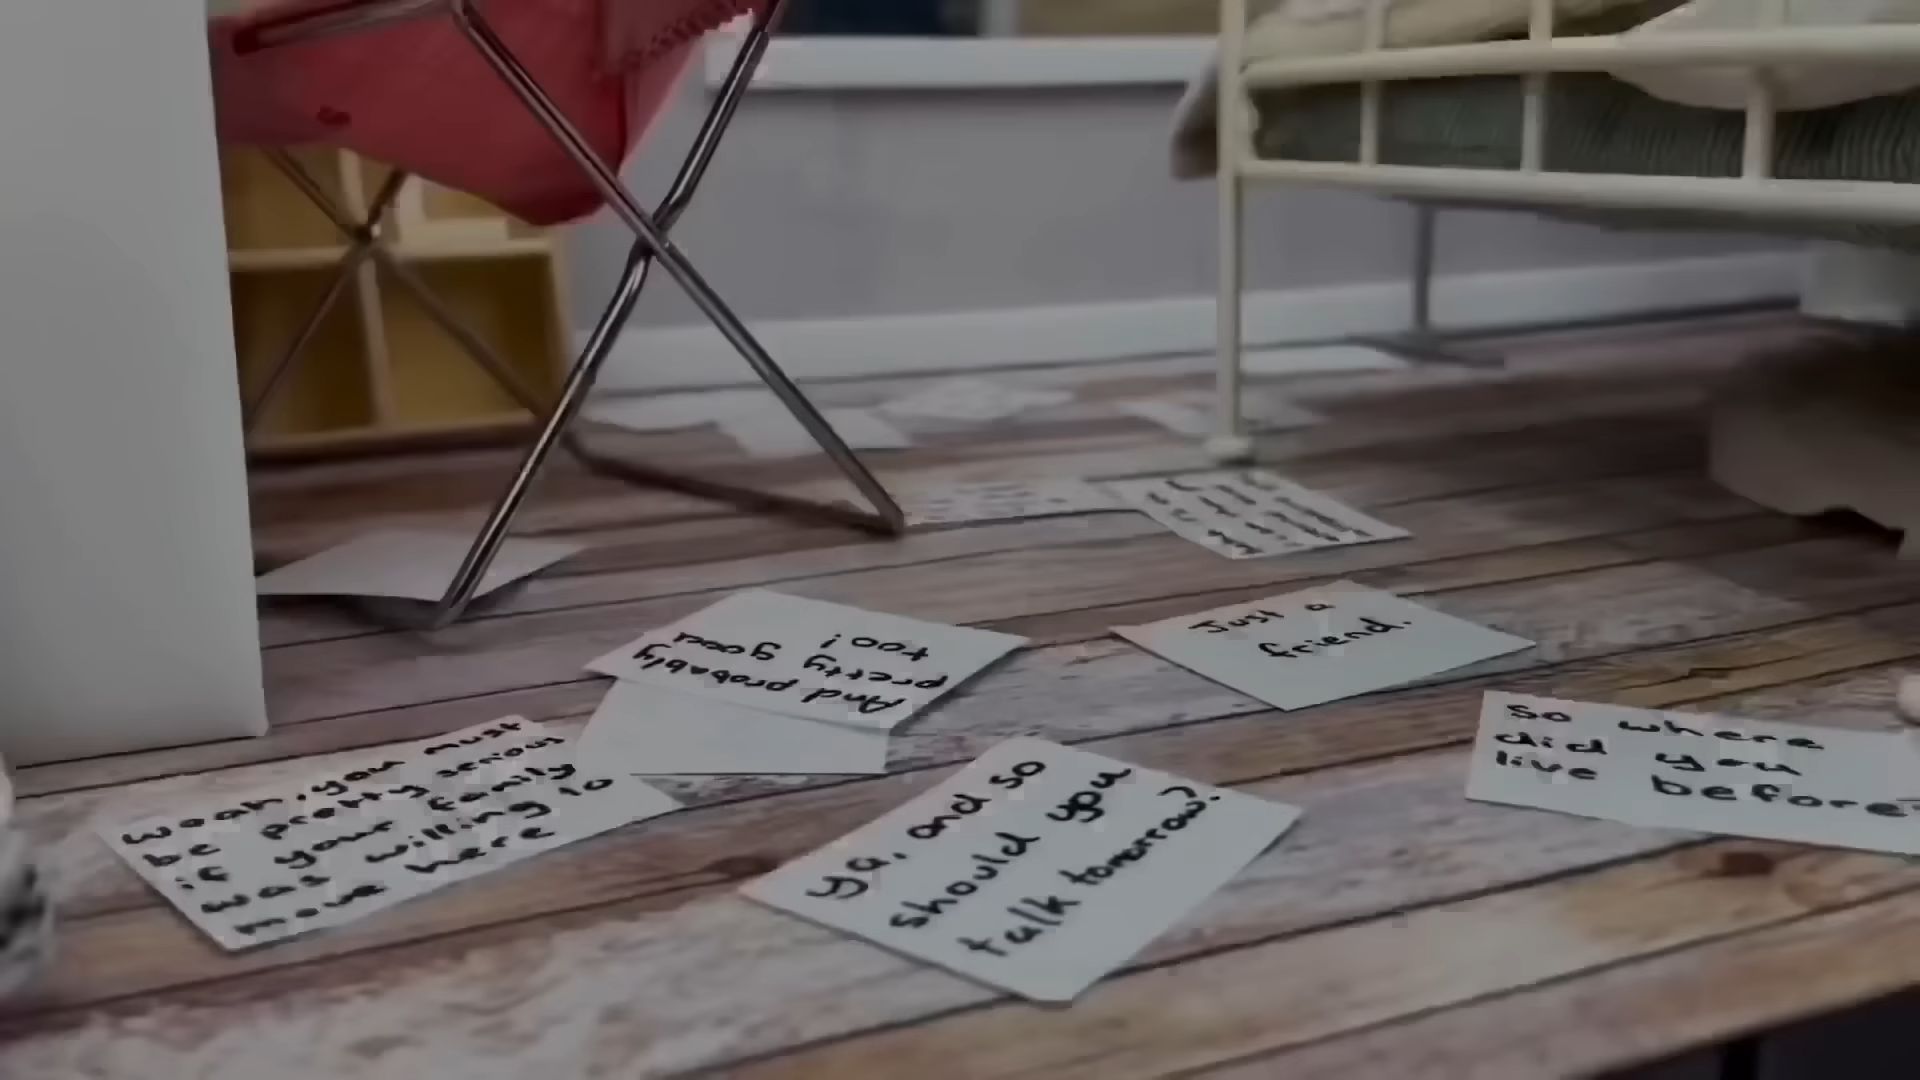 And probably
pretty good
too!
Just a
friend.
So where
did you
live before
woah, you must
be pretty serious
if your family
was willing to
move here
ya, and so
should you
talk tomorrow?